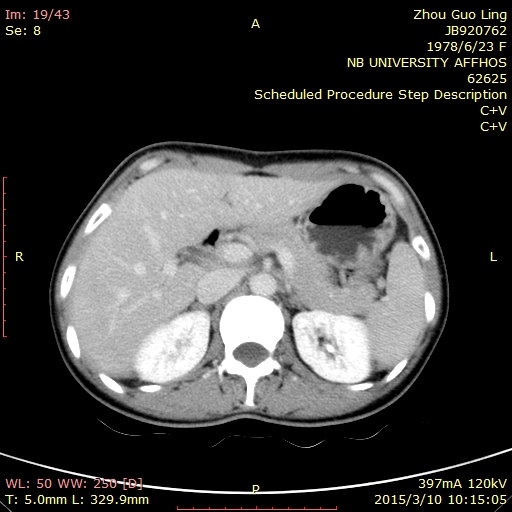 Im: 19/43
Se: 8
A
Zhou Guo Ling
JB920762
1978/6/23 F
NB UNIVERSITY AFFHOS
62625
Scheduled Procedure Step Description
C+V
C+V
R
L
WL: 50 WW: 250 [D]
T: 5.0mm L: 329.9mm
P
397mA 120kV
2015/3/10 10:15:05